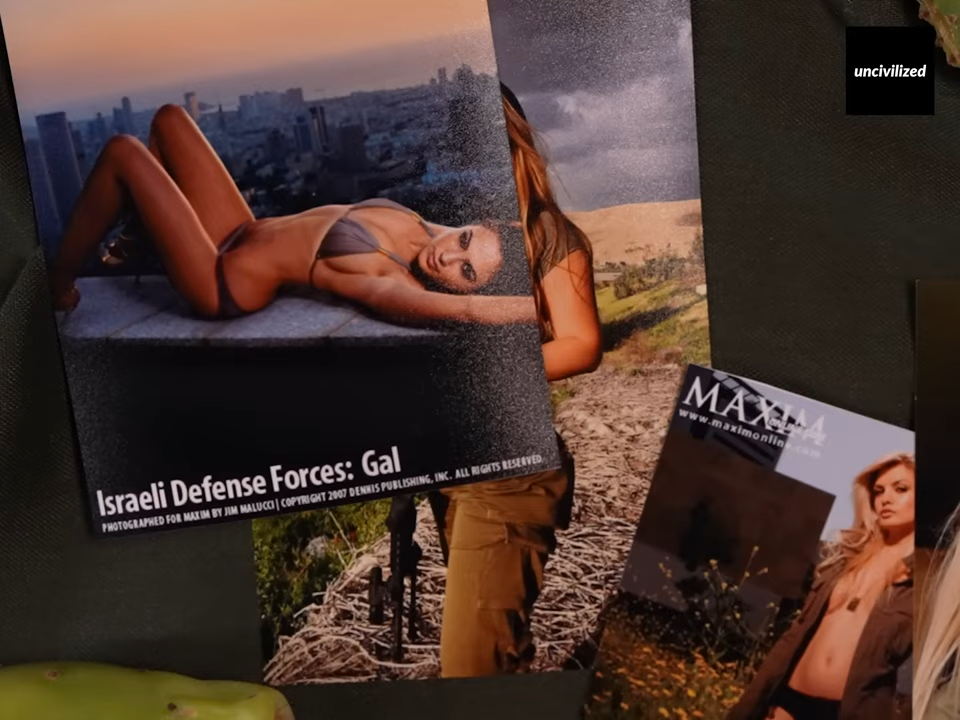 uncivilized
MAXIM
www.maximonline.com
Israeli Defense Forces: Gal
PHOTOGRAPHED FOR MAXIM BY JIM MALUCCI | COPYRIGHT 2007 DENNIS PUBLISHING, INC. ALL RIGHTS RESERVED.